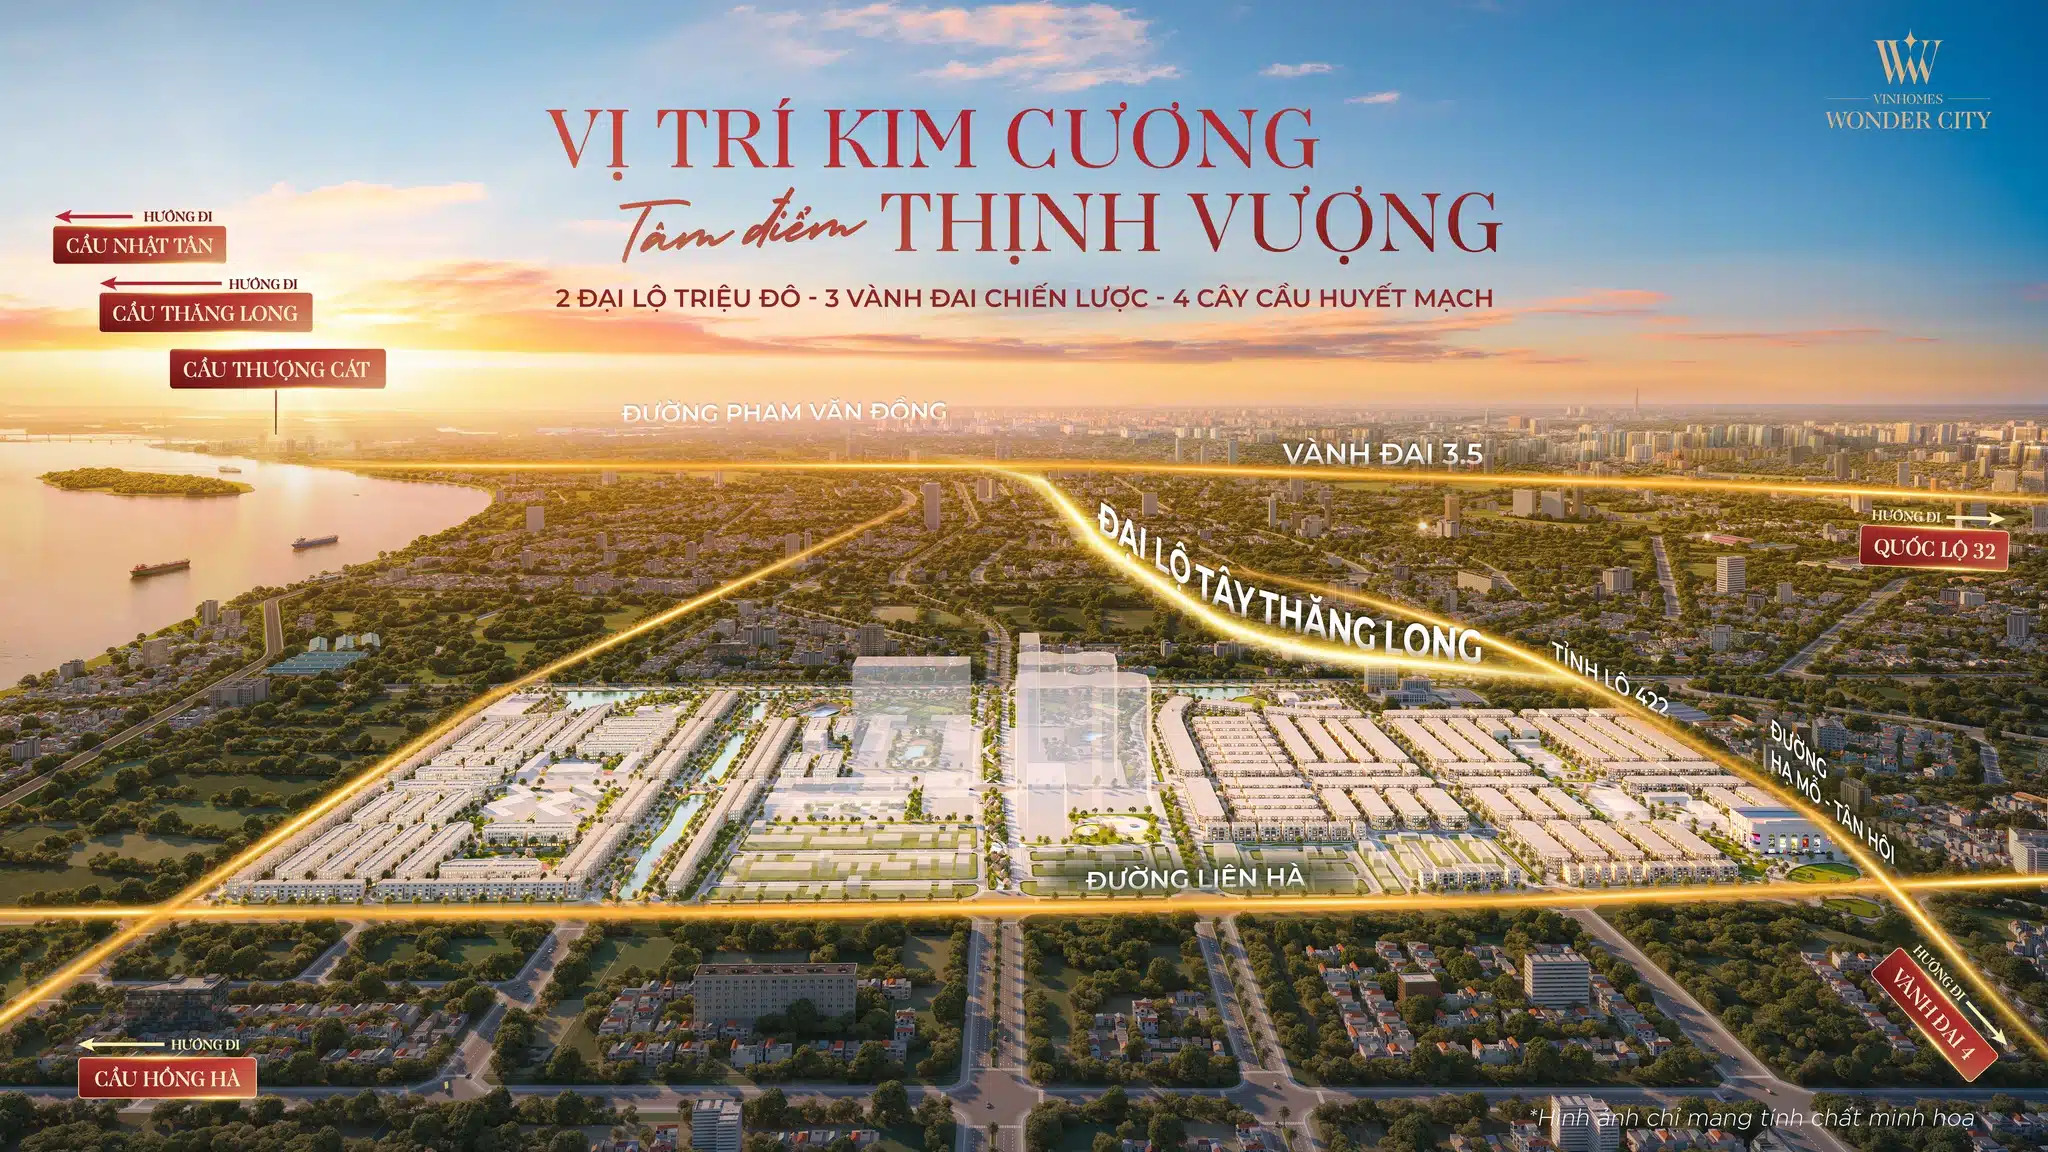 VINHOMES
WONDER CITY
VỊ TRÍ KIM CƯƠNG
Tâm điểm THỊNH VƯỢNG
2 ĐẠI LỘ TRIỆU ĐÔ - 3 VÀNH ĐAI CHIẾN LƯỢC - 4 CÂY CẦU HUYẾT MẠCH
HƯỚNG ĐI
CẦU NHẬT TÂN
HƯỚNG ĐI
CẦU THĂNG LONG
CẦU THƯỢNG CÁT
ĐƯỜNG PHẠM VĂN ĐỒNG
VÀNH ĐAI 3.5
HƯỚNG ĐI
QUỐC LỘ 32
ĐẠI LỘ TÂY THĂNG LONG
TỈNH LỘ 422
ĐƯỜNG
HẠ MỖ - TÂN HỘI
ĐƯỜNG LIÊN HÀ
HƯỚNG ĐI
VÀNH ĐAI 4
HƯỚNG ĐI
CẦU HỒNG HÀ
*Hình ảnh chỉ mang tính chất minh họa